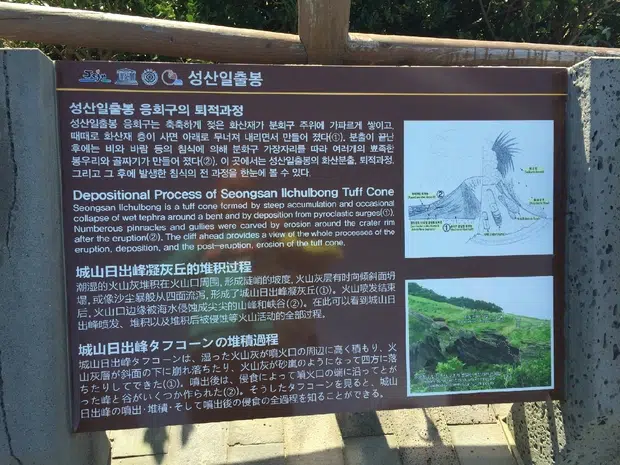 성산일출봉
성산일출봉 응회구의 퇴적과정
성산일출봉 응회구는 축축하게 젖은 화산재가 분화구 주위에 가파르게 쌓이고,
때때로 화산재 층이 사면 아래로 무너져 내리면서 만들어 졌다(①). 분출이 끝난
후에는 비와 바람 등의 침식에 의해 분화구 가장자리를 따라 여러개의 뾰족한
봉우리와 골짜기가 만들어 졌다(②). 이 곳에서는 성산일출봉의 화산분출, 퇴적과정,
그리고 그 후에 발생한 침식의 전 과정을 한눈에 볼 수 있다.
Depositional Process of Seongsan Ilchulbong Tuff Cone
Seongsan Ilchulbong is a tuff cone formed by steep accumulation and occasional
collapse of wet tephra around a bent and by deposition from pyroclastic surges(①).
Numberous pinnacles and gullies were carved by erosion around the crater rim
after the eruption(②). The cliff ahead provides a view of the whole processes of the
eruption, deposition, and the post-eruption, erosion of the tuff cone.
城山日出峰凝灰丘的堆积过程
潮湿的火山灰堆积在火山口周围, 形成陡峭的坡度, 火山灰层有时向倾斜面坍
塌, 或像沙尘暴般从四面流泻, 形成了城山日出峰凝灰丘(①)。火山喷发结束
后, 火山口边缘被海水侵蚀成尖尖的山峰和峡谷(②)。在此可以看到城山日
出峰喷发、堆积以及堆积后被侵蚀等火山活动的全部过程。
城山日出峰タフコーンの堆積過程
城山日出峰タフコーンは、湿った火山灰が噴火口の周辺に高く積もり、火
山灰層が斜面の下に崩れ落ちたり、火山灰が砂嵐のようになって四方に落
ちたりしてできた(①)。噴出後は、侵食によって噴火口の端に沿ってとが
った峰と谷がいくつか作られた(②)。そうしたタフコーンを見ると、城山
日出峰の噴出・堆積・そして噴出後の侵食の全過程を知ることができる。
②
①